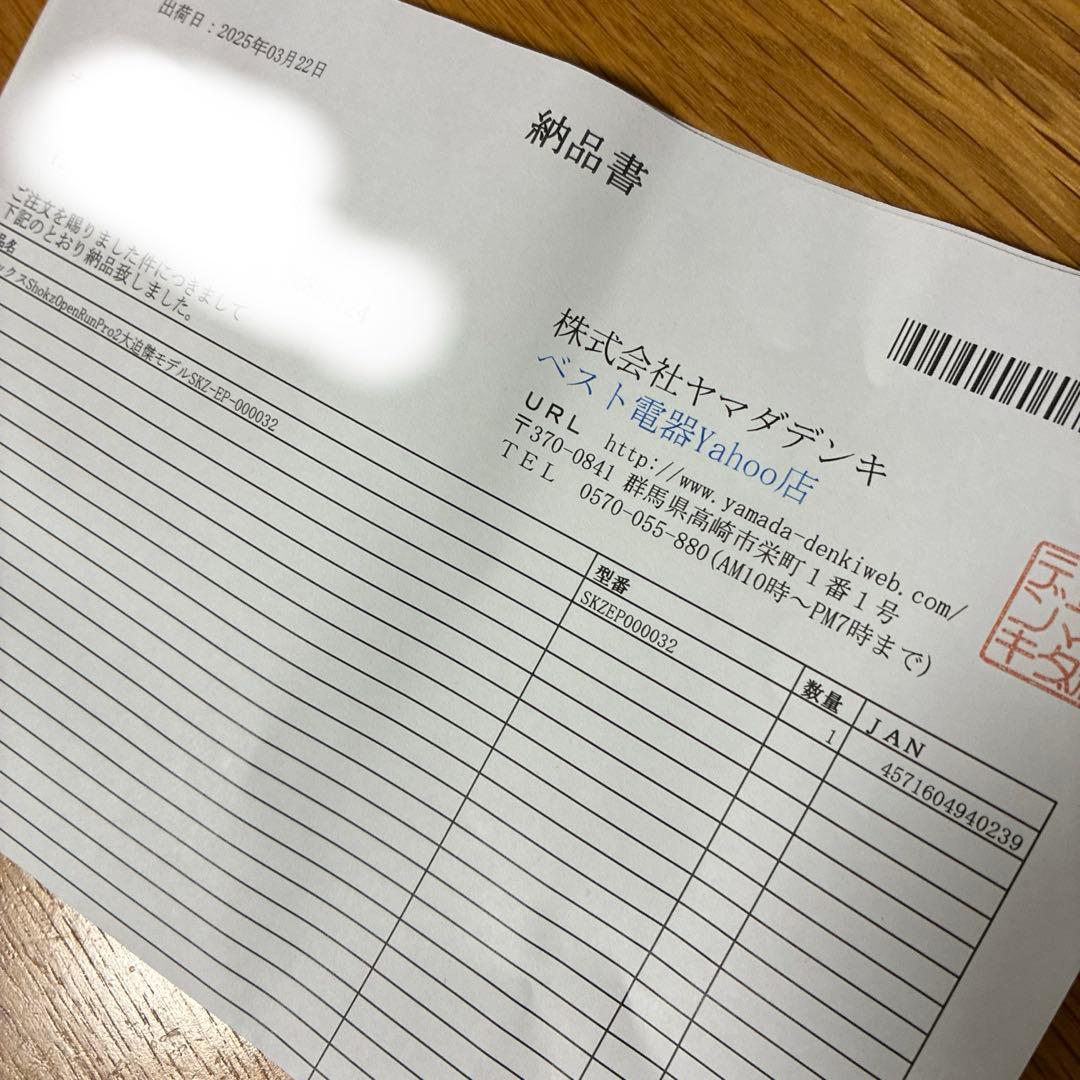 出荷日：2025年03月22日
納品書
ご注文を賜りました件につきまして
下記のとおり納品致しました。
株式会社ヤマダデンキ
ベスト電器Yahoo店
URL http://www.yamada-denkiweb.com/
〒370-0841 群馬県高崎市栄町１番１号
TEL 0570-055-880(AM10時～PM7時まで)
品名 型番 数量 JAN
ックスShokzOpenRunPro2大迫傑モデルSKZ-EP-000032 SKZEP000032 1 4571604940239